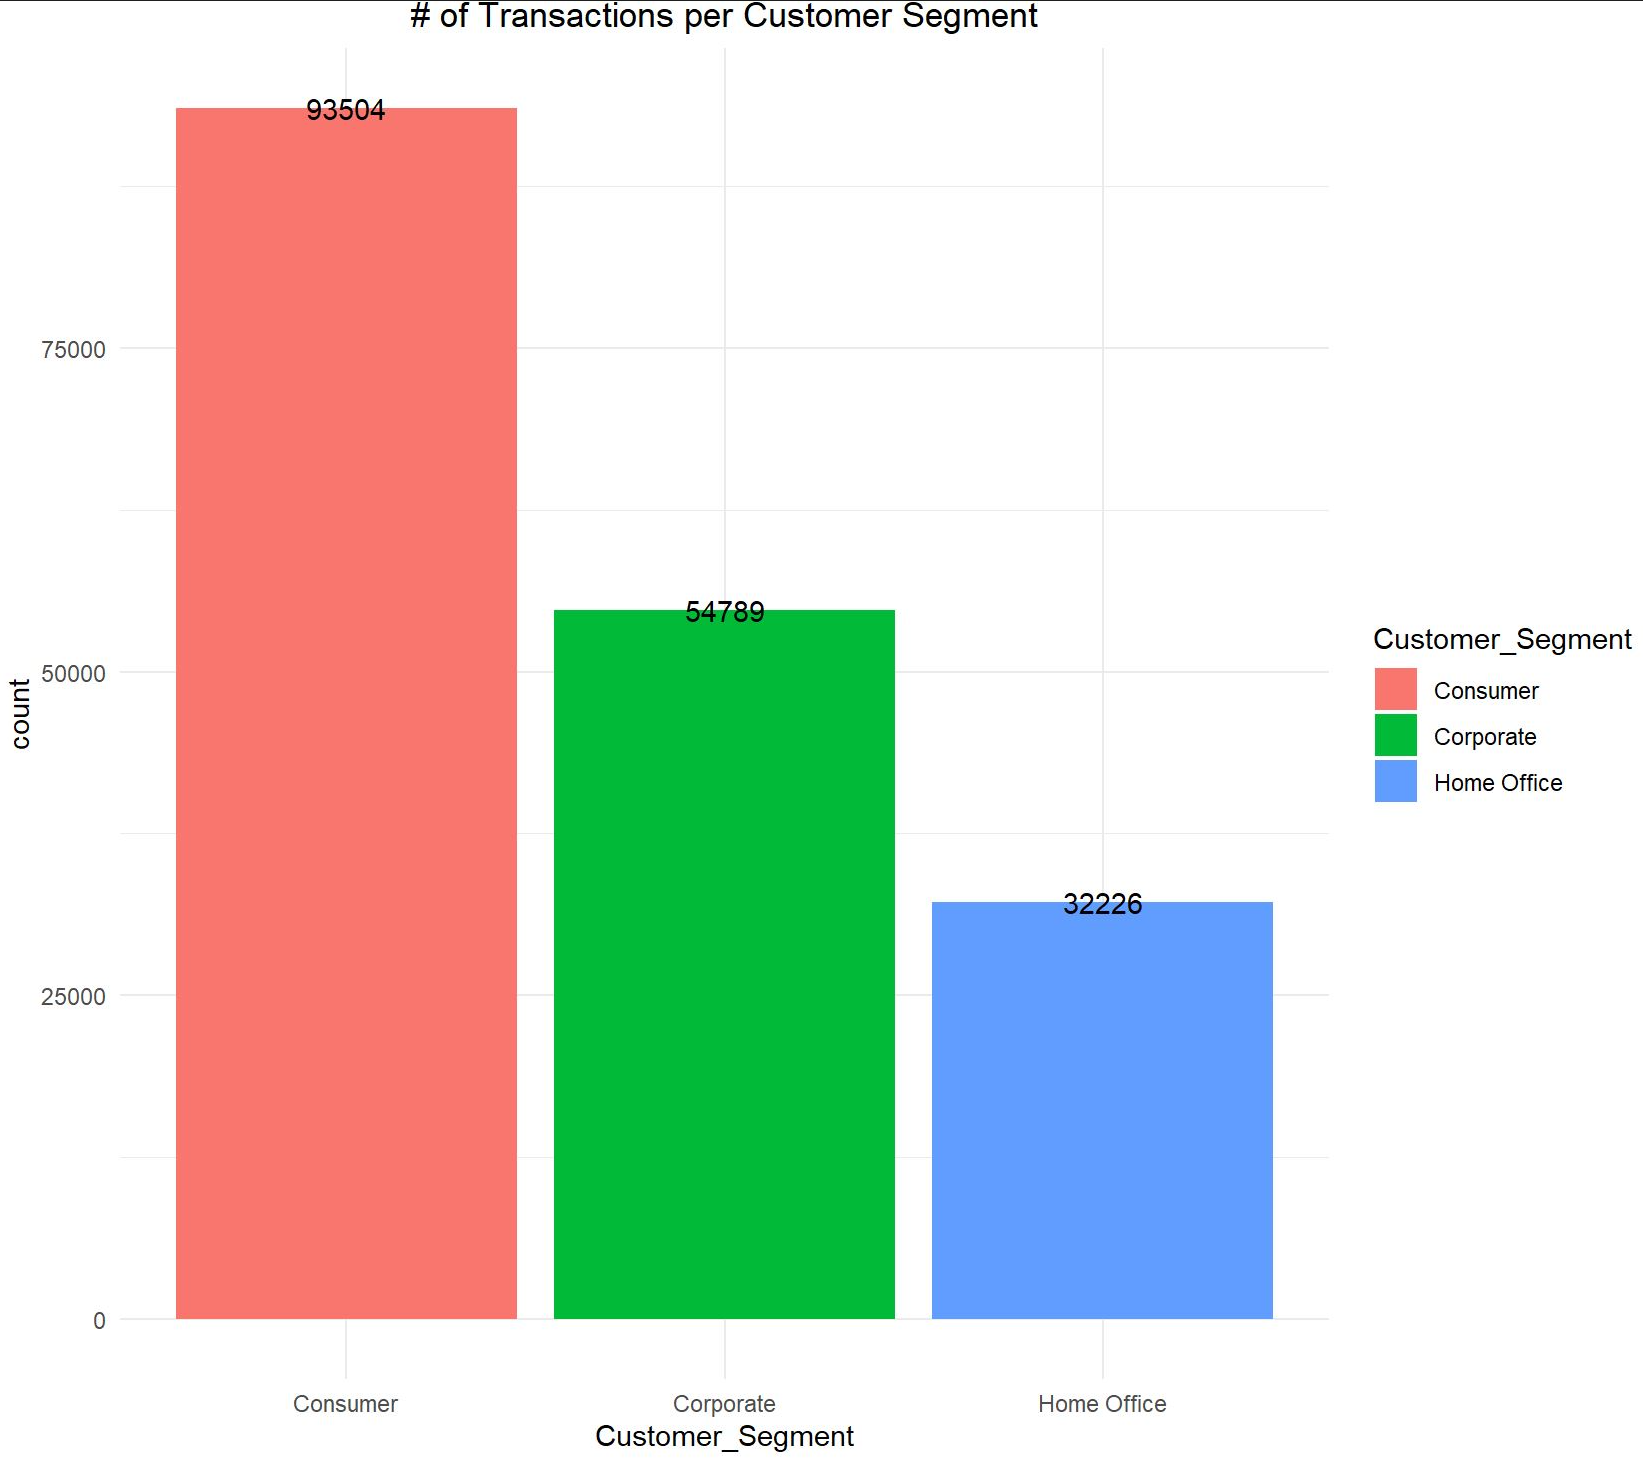 # of Transactions per Customer Segment
93504
75000
54789
50000
count
32226
25000
0
Consumer
Corporate
Home Office
Customer_Segment
Customer_Segment
Consumer
Corporate
Home Office